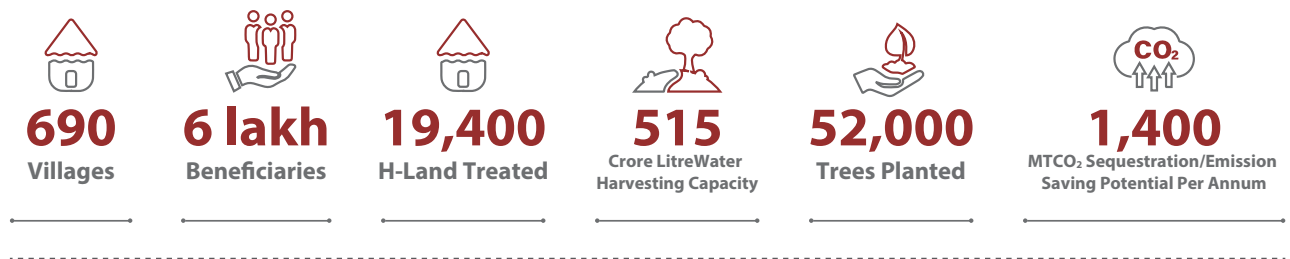 690
Villages
6 lakh
Beneficiaries
19,400
H-Land Treated
515
Crore LitreWater
Harvesting Capacity
52,000
Trees Planted
CO₂
1,400
MTCO₂ Sequestration/Emission
Saving Potential Per Annum